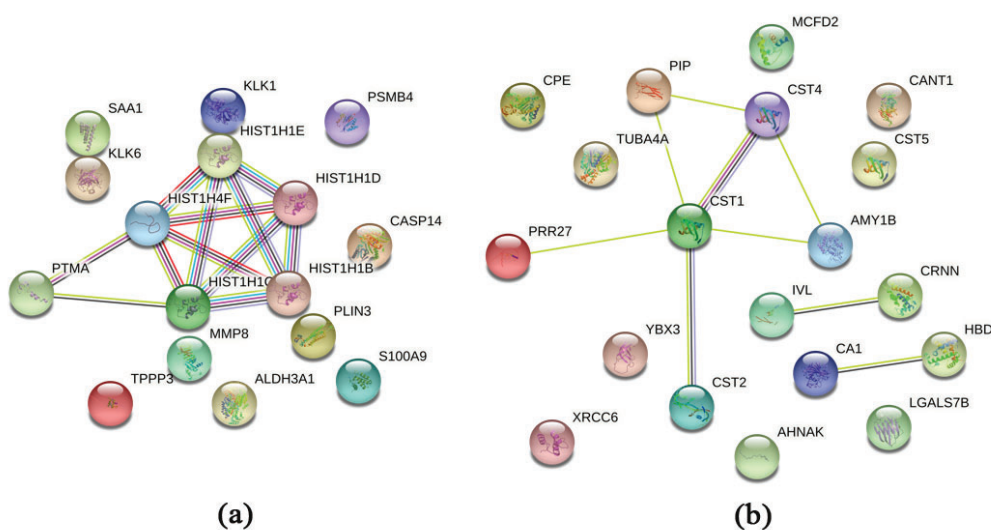 KLK1
SAA1
PSMB4
HIST1H1E
KLK6
HIST1H1D
HIST1H4F
CASP14
PTMA
HIST1H1B
HIST1H1C
MMP8
PLIN3
S100A9
TPPP3
ALDH3A1
(a)
MCFD2
PIP
CPE
CST4
CANT1
TUBA4A
CST5
CST1
AMY1B
PRR27
IVL
CRNN
YBX3
CA1
HBD
CST2
LGALS7B
XRCC6
AHNAK
(b)